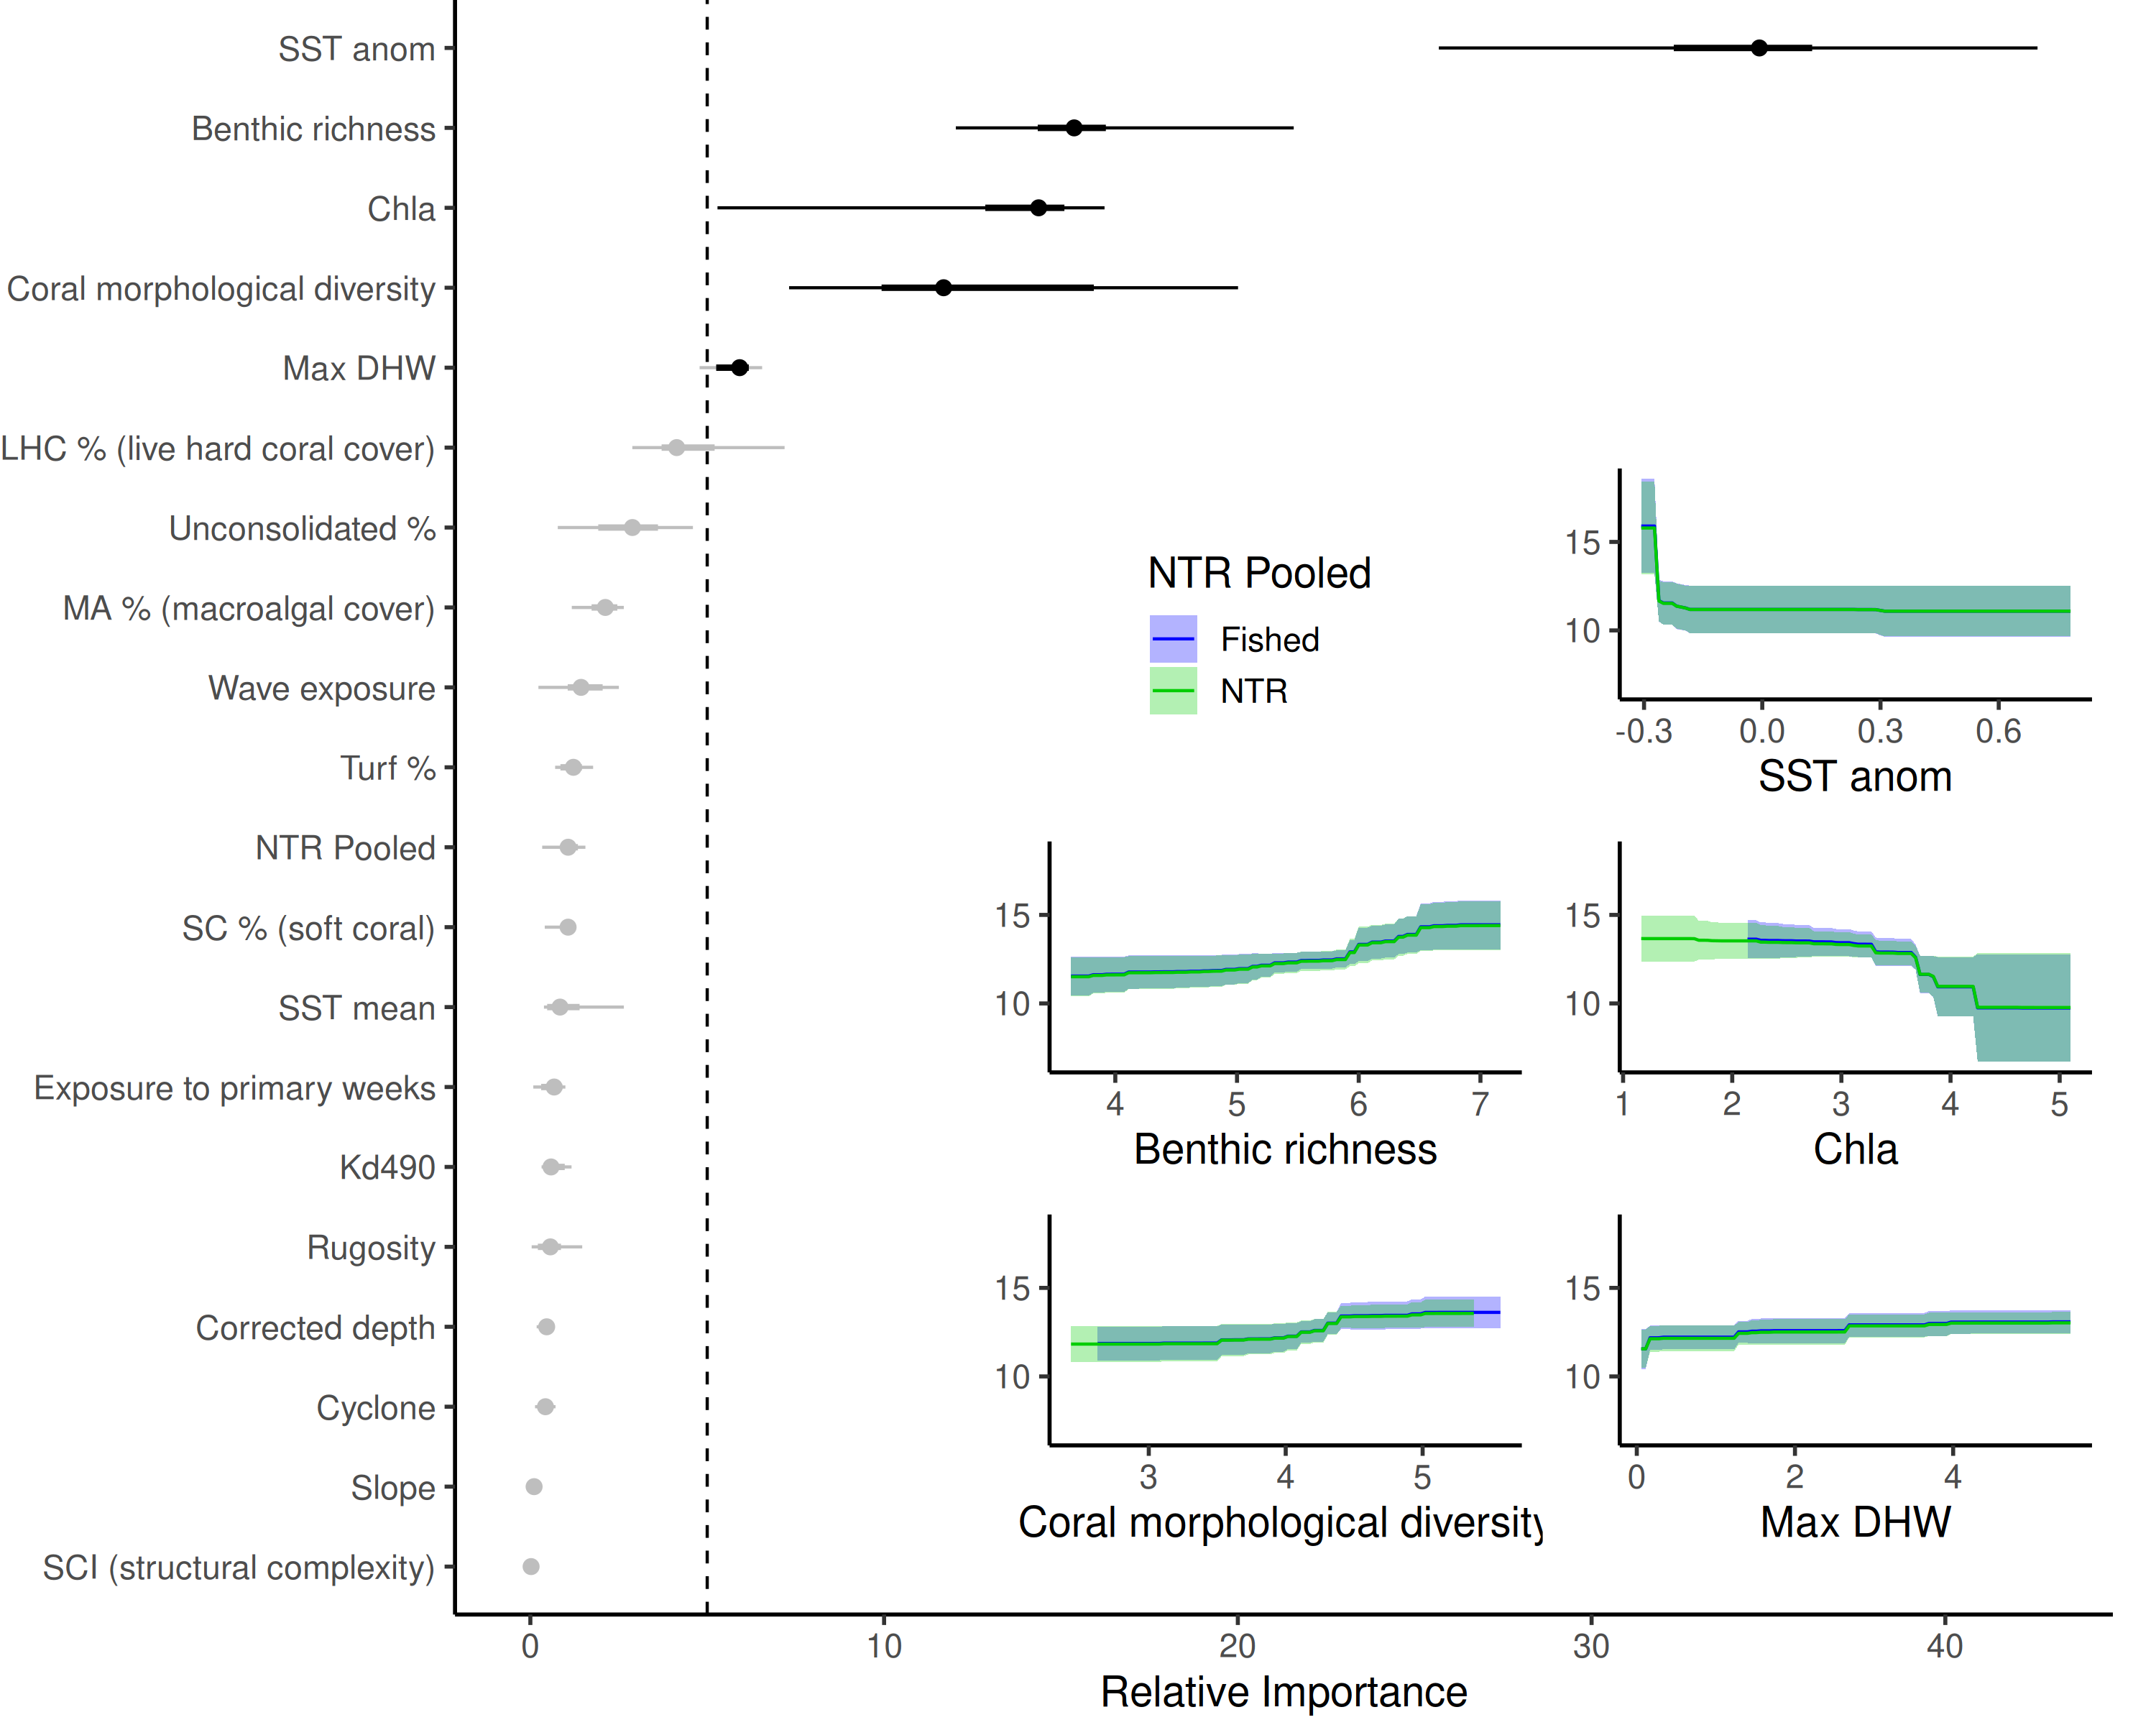 SST anom
Benthic richness
Chla
Coral morphological diversity
Max DHW
LHC % (live hard coral cover)
Unconsolidated %
MA % (macroalgal cover)
Wave exposure
Turf %
NTR Pooled
SC % (soft coral)
SST mean
Exposure to primary weeks
Kd490
Rugosity
Corrected depth
Cyclone
Slope
SCI (structural complexity)
0 10 20 30 40
Relative Importance
NTR Pooled
Fished
NTR
15
10
-0.3 0.0 0.3 0.6
SST anom
15
10
4 5 6 7
Benthic richness
15
10
1 2 3 4 5
Chla
15
10
3 4 5
Coral morphological diversity
15
10
0 2 4
Max DHW